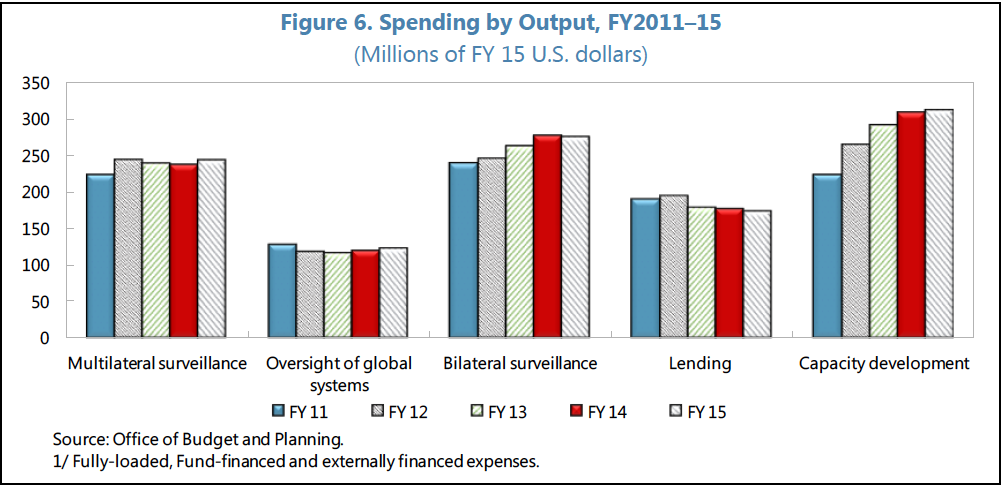 Figure 6. Spending by Output, FY2011–15
(Millions of FY 15 U.S. dollars)
350
300
250
200
150
100
50
0
Multilateral surveillance
Oversight of global
systems
Bilateral surveillance
Lending
Capacity development
FY 11 FY 12 FY 13 FY 14 FY 15
Source: Office of Budget and Planning.
1/ Fully-loaded, Fund-financed and externally financed expenses.